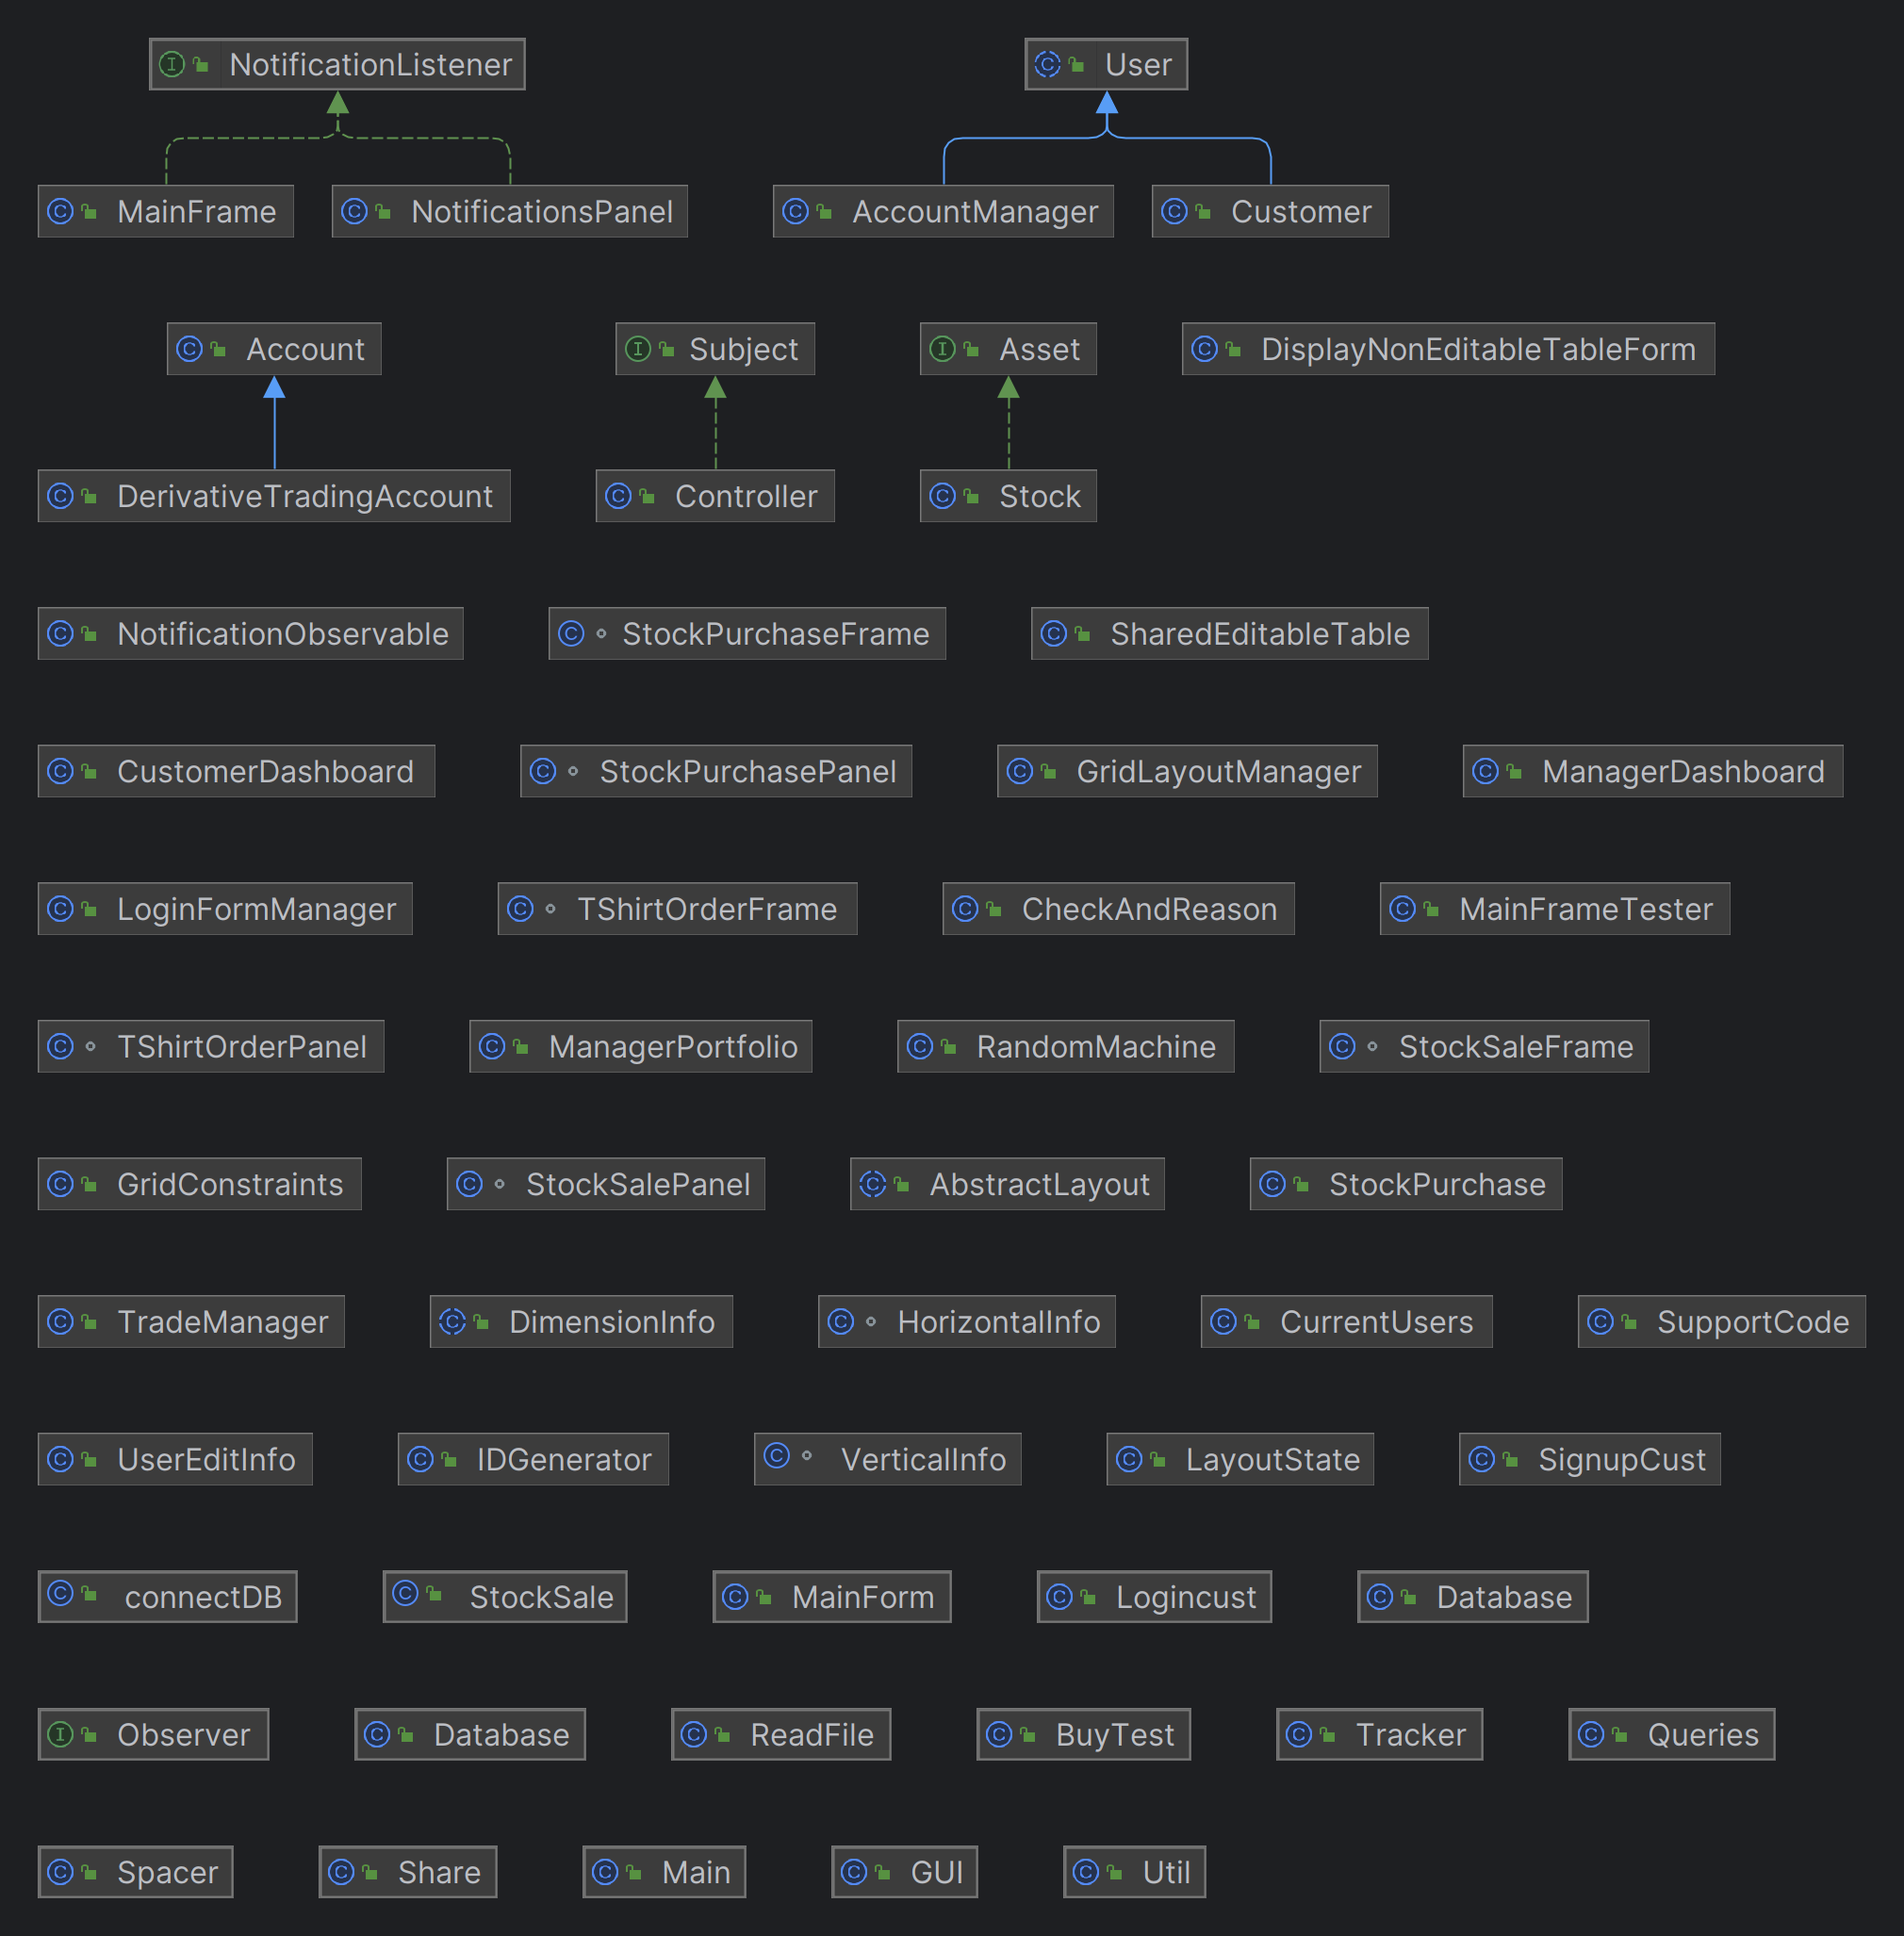 NotificationListener User
MainFrame NotificationsPanel AccountManager Customer
Account Subject Asset DisplayNonEditableTableForm
DerivativeTradingAccount Controller Stock
NotificationObservable StockPurchaseFrame SharedEditableTable
CustomerDashboard StockPurchasePanel GridLayoutManager ManagerDashboard
LoginFormManager TShirtOrderFrame CheckAndReason MainFrameTester
TShirtOrderPanel ManagerPortfolio RandomMachine StockSaleFrame
GridConstraints StockSalePanel AbstractLayout StockPurchase
TradeManager DimensionInfo HorizontalInfo CurrentUsers SupportCode
UserEditInfo IDGenerator VerticalInfo LayoutState SignupCust
connectDB StockSale MainForm Logincust Database
Observer Database ReadFile BuyTest Tracker Queries
Spacer Share Main GUI Util